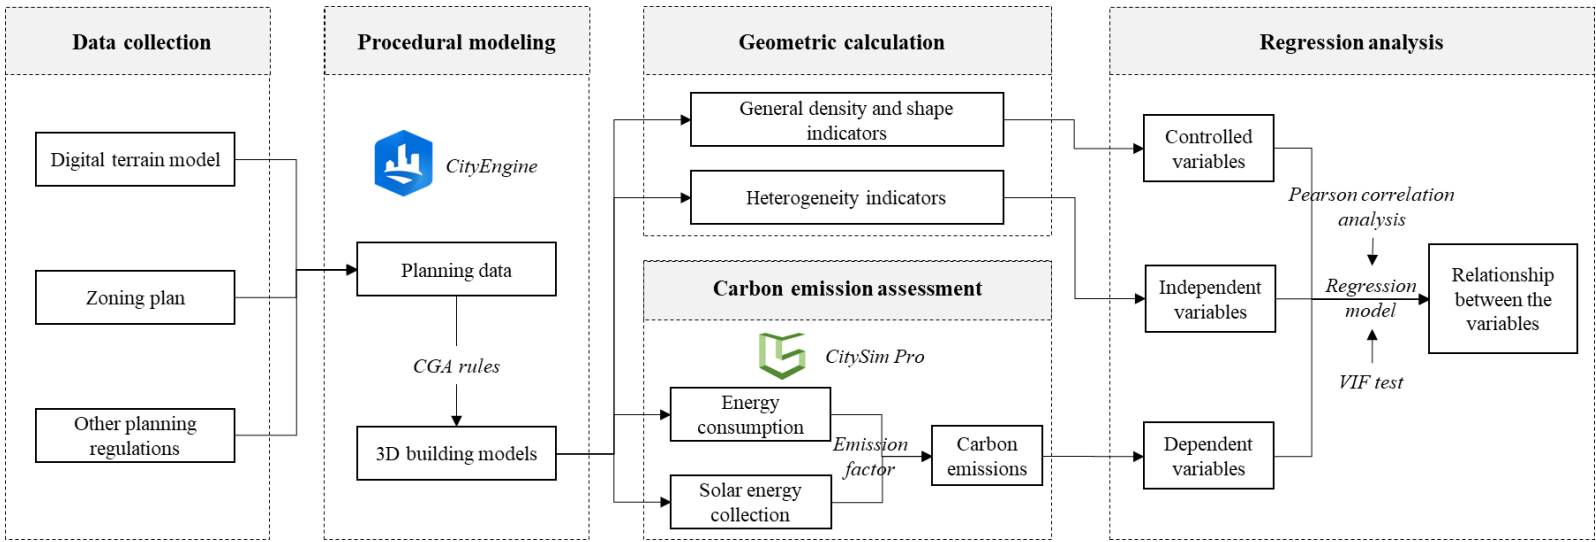 Data collection
Digital terrain model
Zoning plan
Other planning
regulations
Procedural modeling
CityEngine
Planning data
CGA rules
3D building models
Geometric calculation
General density and shape
indicators
Heterogeneity indicators
Carbon emission assessment
CitySim Pro
Energy
consumption
Solar energy
collection
Emission
factor
Carbon
emissions
Regression analysis
Controlled
variables
Independent
variables
Dependent
variables
Pearson correlation
analysis
Regression
model
VIF test
Relationship
between the
variables